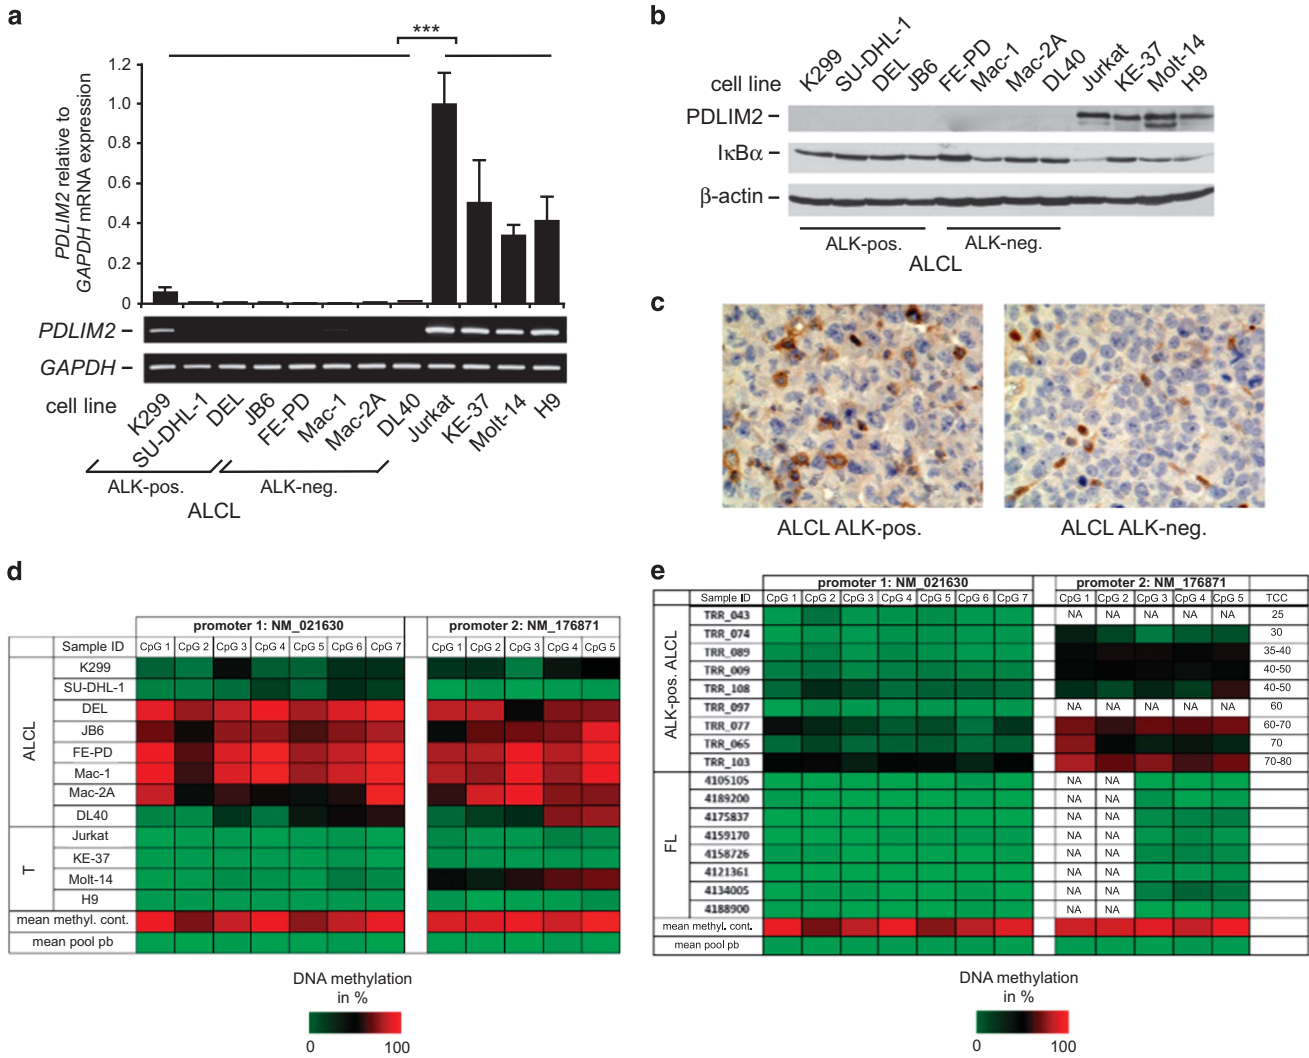 a
***
PDLIM2 relative to
GAPDH mRNA expression
1.2
1.0
0.8
0.6
0.4
0.2
0
PDLIM2 –
GAPDH –
cell line
K299
SU-DHL-1
DEL
JB6
FE-PD
Mac-1
Mac-2A
DL40
Jurkat
KE-37
Molt-14
H9
ALK-pos.
ALK-neg.
ALCL
b
cell line
K299
SU-DHL-1
DEL
JB6
FE-PD
Mac-1
Mac-2A
DL40
Jurkat
KE-37
Molt-14
H9
PDLIM2 –
IκBα –
β-actin –
ALK-pos.
ALK-neg.
ALCL
c
ALCL ALK-pos.
ALCL ALK-neg.
d
promoter 1: NM_021630
promoter 2: NM_176871
Sample ID CpG 1 CpG 2 CpG 3 CpG 4 CpG 5 CpG 6 CpG 7 CpG 1 CpG 2 CpG 3 CpG 4 CpG 5
ALCL
K299
SU-DHL-1
DEL
JB6
FE-PD
Mac-1
Mac-2A
DL40
T
Jurkat
KE-37
Molt-14
H9
mean methyl. cont.
mean pool pb
DNA methylation
in %
0 100
e
promoter 1: NM_021630
promoter 2: NM_176871
Sample ID CpG 1 CpG 2 CpG 3 CpG 4 CpG 5 CpG 6 CpG 7 CpG 1 CpG 2 CpG 3 CpG 4 CpG 5 TCC
ALK-pos. ALCL
TRR_043 NA NA NA NA NA 25
TRR_074 30
TRR_089 35-40
TRR_009 40-50
TRR_108 40-50
TRR_097 NA NA NA NA NA 60
TRR_077 60-70
TRR_065 70
TRR_103 70-80
FL
4105105 NA NA
4189200 NA NA
4175837 NA NA
4159170 NA NA
4158726 NA NA
4121361 NA NA
4134005 NA NA
4188900 NA NA
mean methyl. cont.
mean pool pb
DNA methylation
in %
0 100